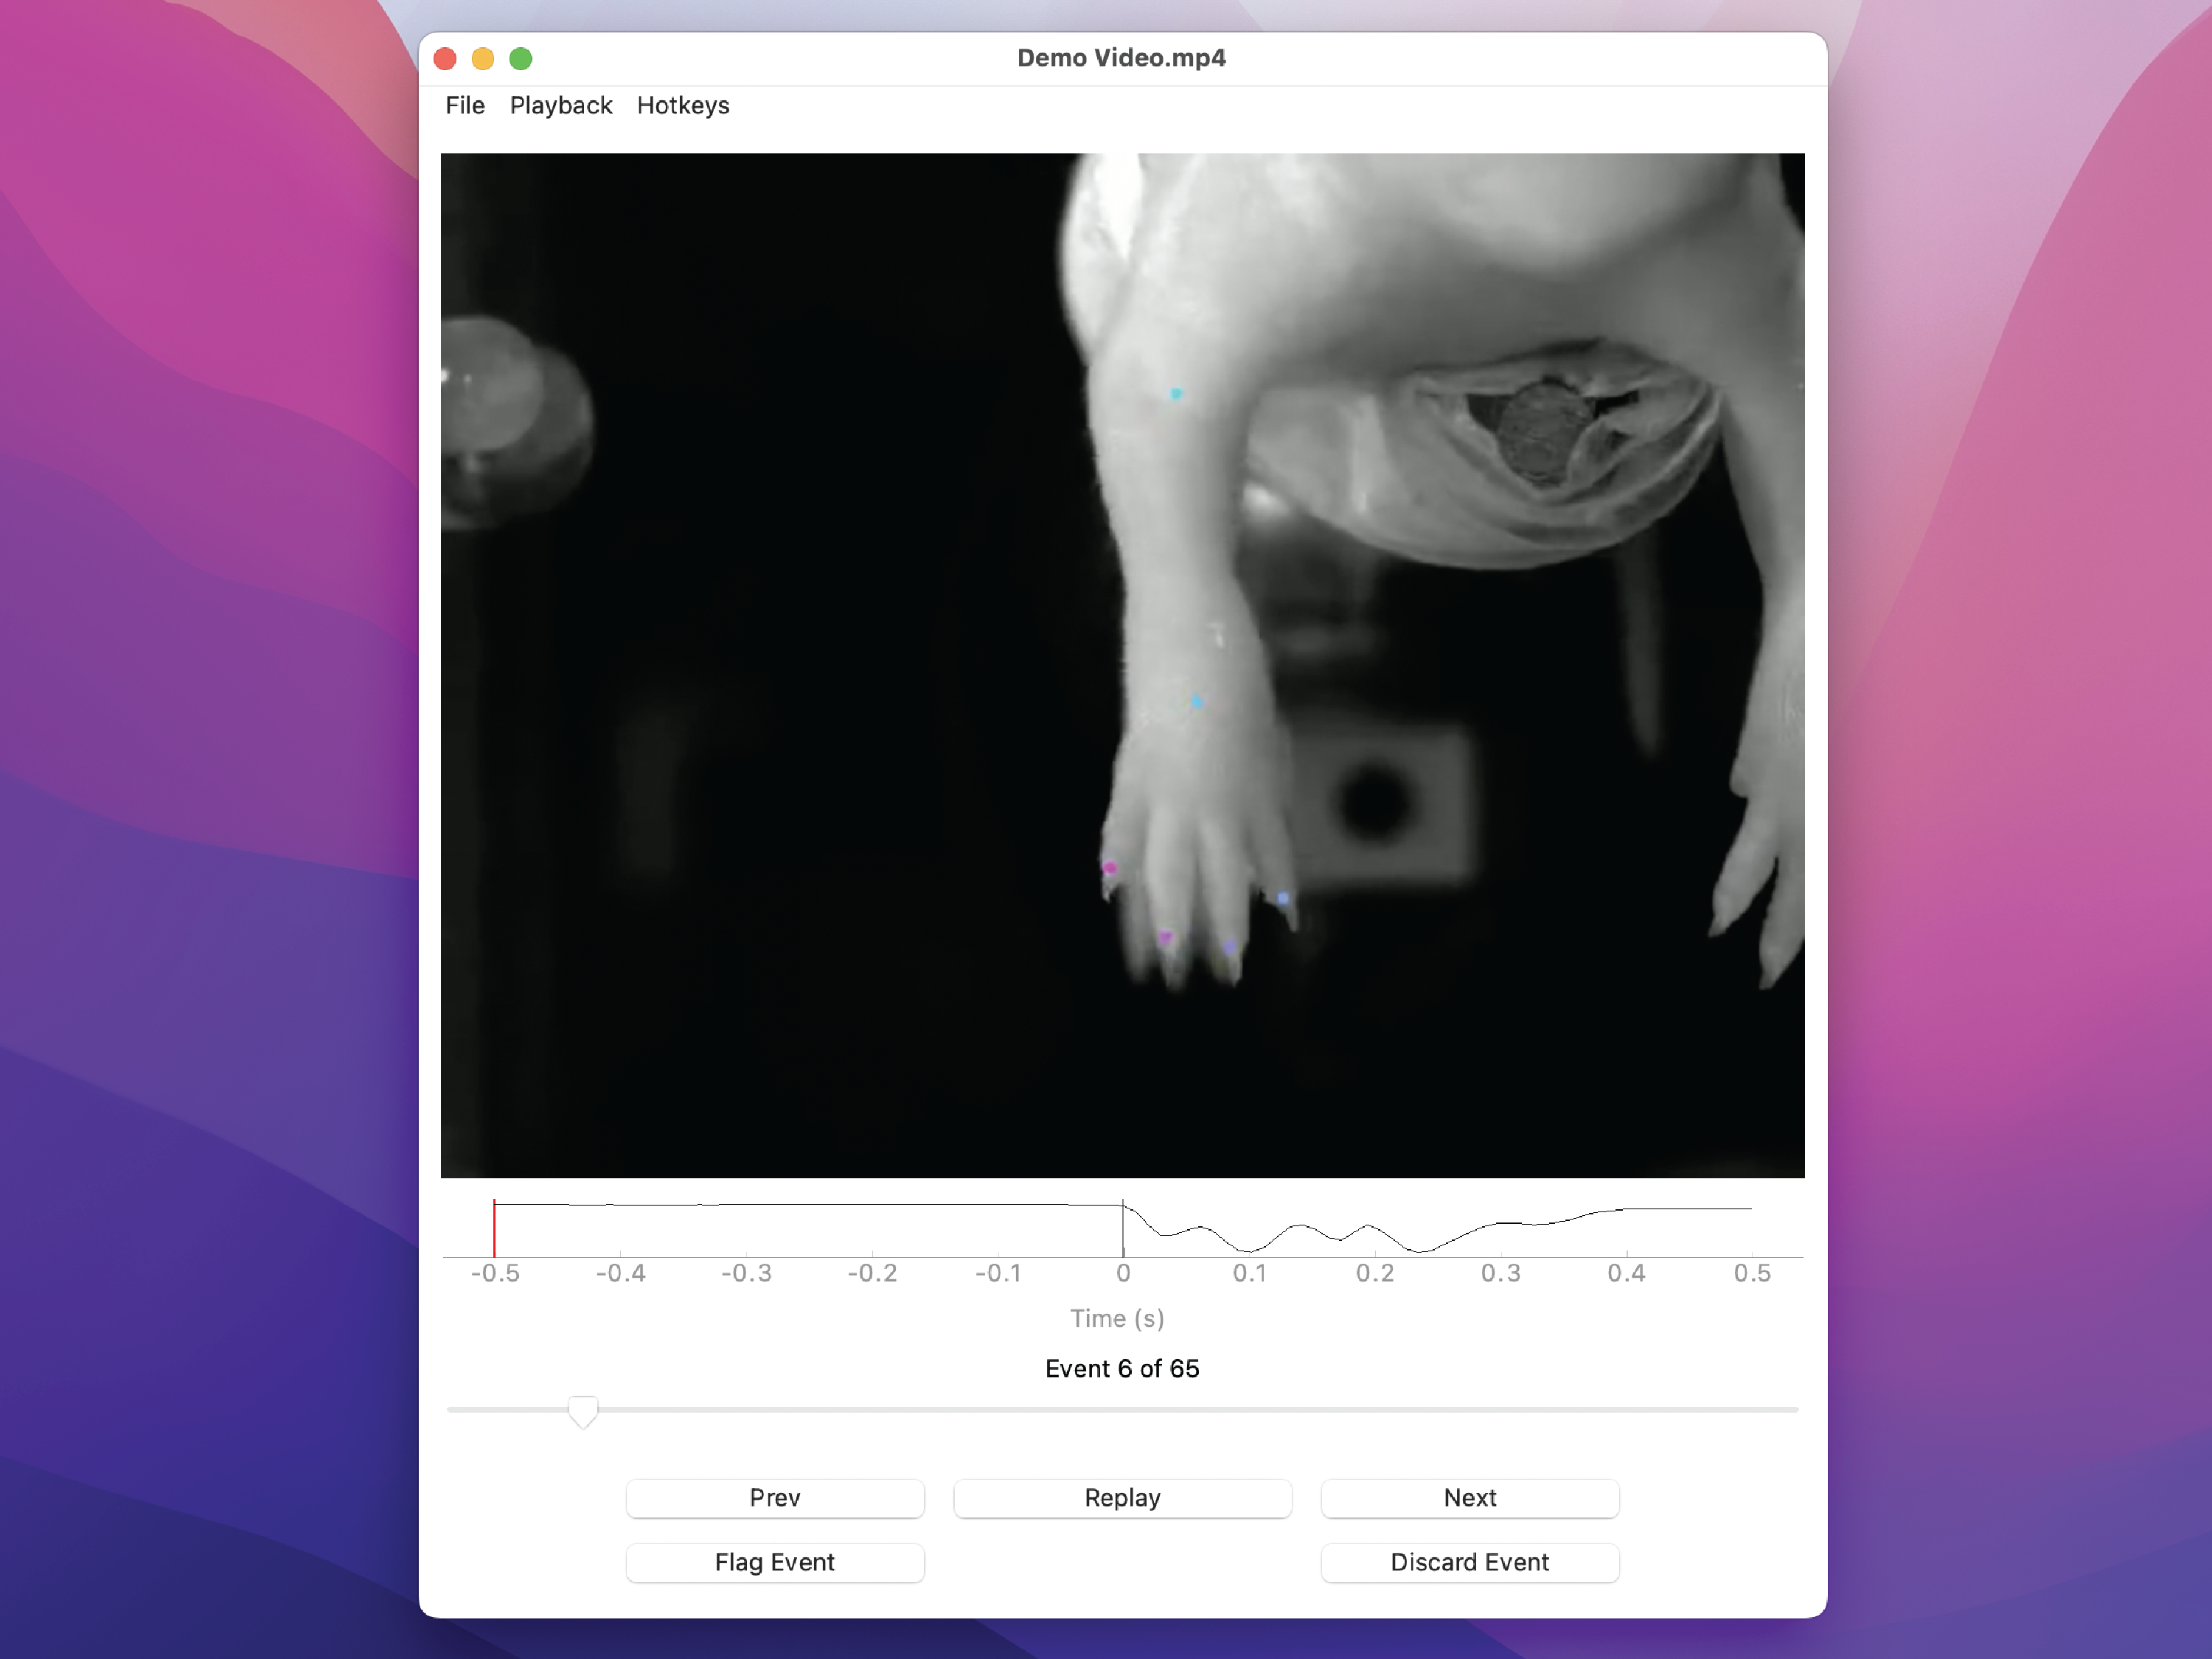 Demo Video.mp4
File Playback Hotkeys
-0.5 -0.4 -0.3 -0.2 -0.1 0 0.1 0.2 0.3 0.4 0.5
Time (s)
Event 6 of 65
Prev Replay Next
Flag Event Discard Event